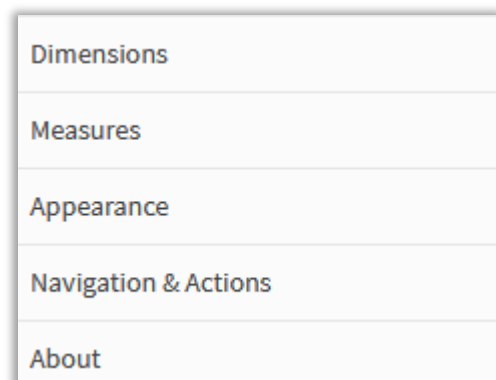 Dimensions
Measures
Appearance
Navigation & Actions
About